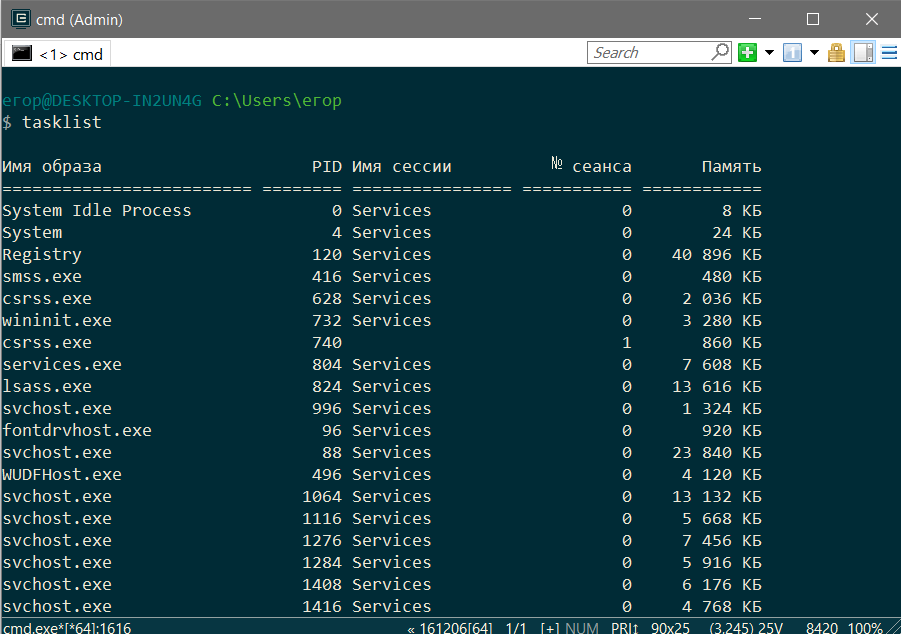 cmd (Admin)
<1> cmd Search
eгор@DESKTOP-IN2UN4G C:\Users\егор
$ tasklist
Имя образа PID Имя сессии № сеанса Память
========================= ======== ================ =========== ============
System Idle Process 0 Services 0 8 КБ
System 4 Services 0 24 КБ
Registry 120 Services 0 40 896 КБ
smss.exe 416 Services 0 480 КБ
csrss.exe 628 Services 0 2 036 КБ
wininit.exe 732 Services 0 3 280 КБ
csrss.exe 740 1 860 КБ
services.exe 804 Services 0 7 608 КБ
lsass.exe 824 Services 0 13 616 КБ
svchost.exe 996 Services 0 1 324 КБ
fontdrvhost.exe 96 Services 0 920 КБ
svchost.exe 88 Services 0 23 840 КБ
WUDFHost.exe 496 Services 0 4 120 КБ
svchost.exe 1064 Services 0 13 132 КБ
svchost.exe 1116 Services 0 5 668 КБ
svchost.exe 1276 Services 0 7 456 КБ
svchost.exe 1284 Services 0 5 916 КБ
svchost.exe 1408 Services 0 6 176 КБ
svchost.exe 1416 Services 0 4 768 КБ
cmd.exe*[*64]:1616 « 161206[64] 1/1 [+] NUM PRI↕ 90x25 (3,245) 25V 8420 100%